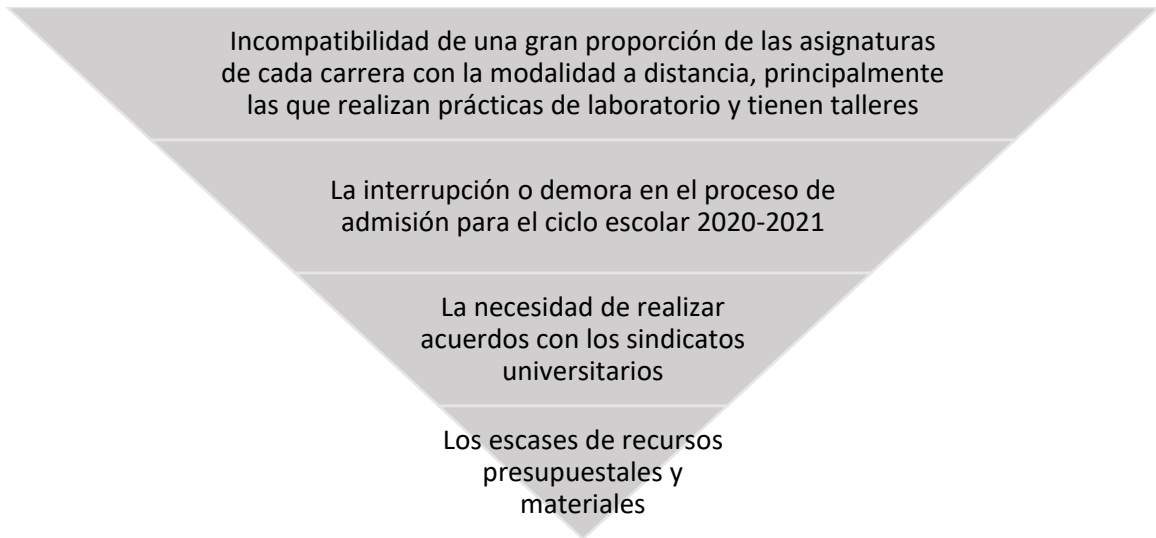 Incompatibilidad de una gran proporción de las asignaturas
de cada carrera con la modalidad a distancia, principalmente
las que realizan prácticas de laboratorio y tienen talleres
La interrupción o demora en el proceso de
admisión para el ciclo escolar 2020-2021
La necesidad de realizar
acuerdos con los sindicatos
universitarios
Los escases de recursos
presupuestales y
materiales